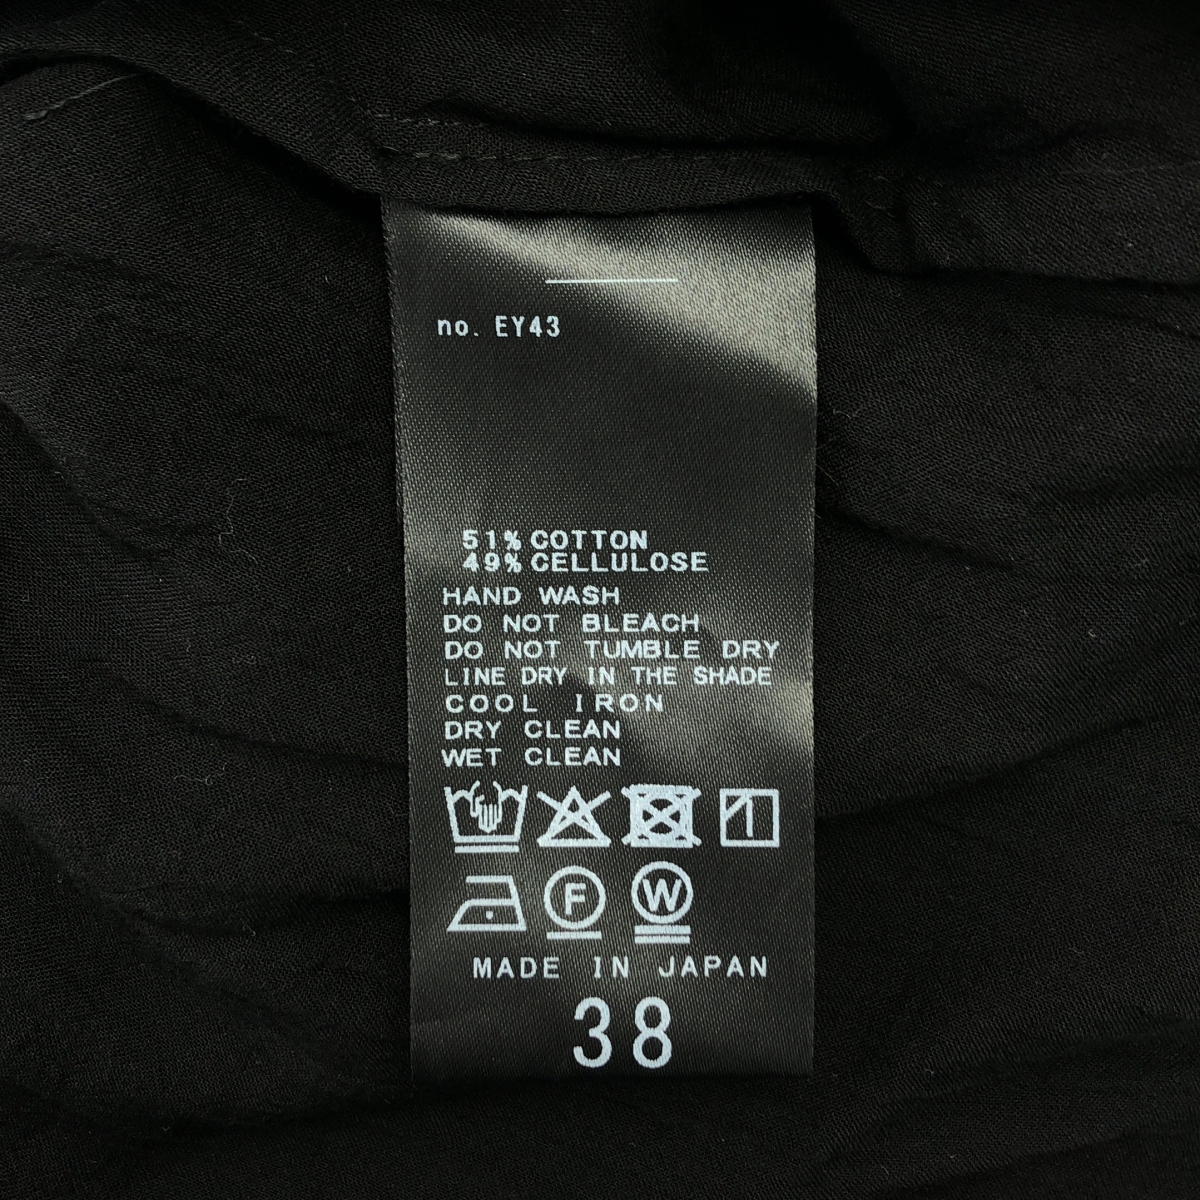 no. EY43
51% COTTON
49% CELLULOSE
HAND WASH
DO NOT BLEACH
DO NOT TUMBLE DRY
LINE DRY IN THE SHADE
COOL IRON
DRY CLEAN
WET CLEAN
F W
MADE IN JAPAN
38